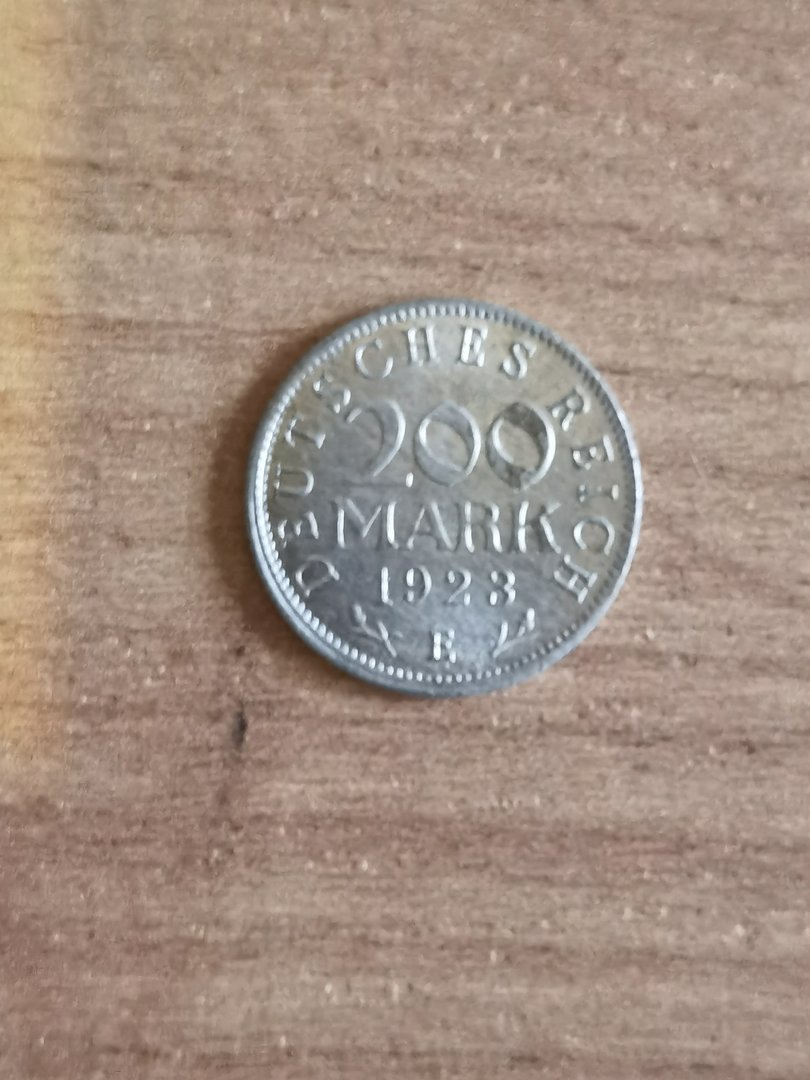 DEUTSCHES REICH
200
MARK
1923
E